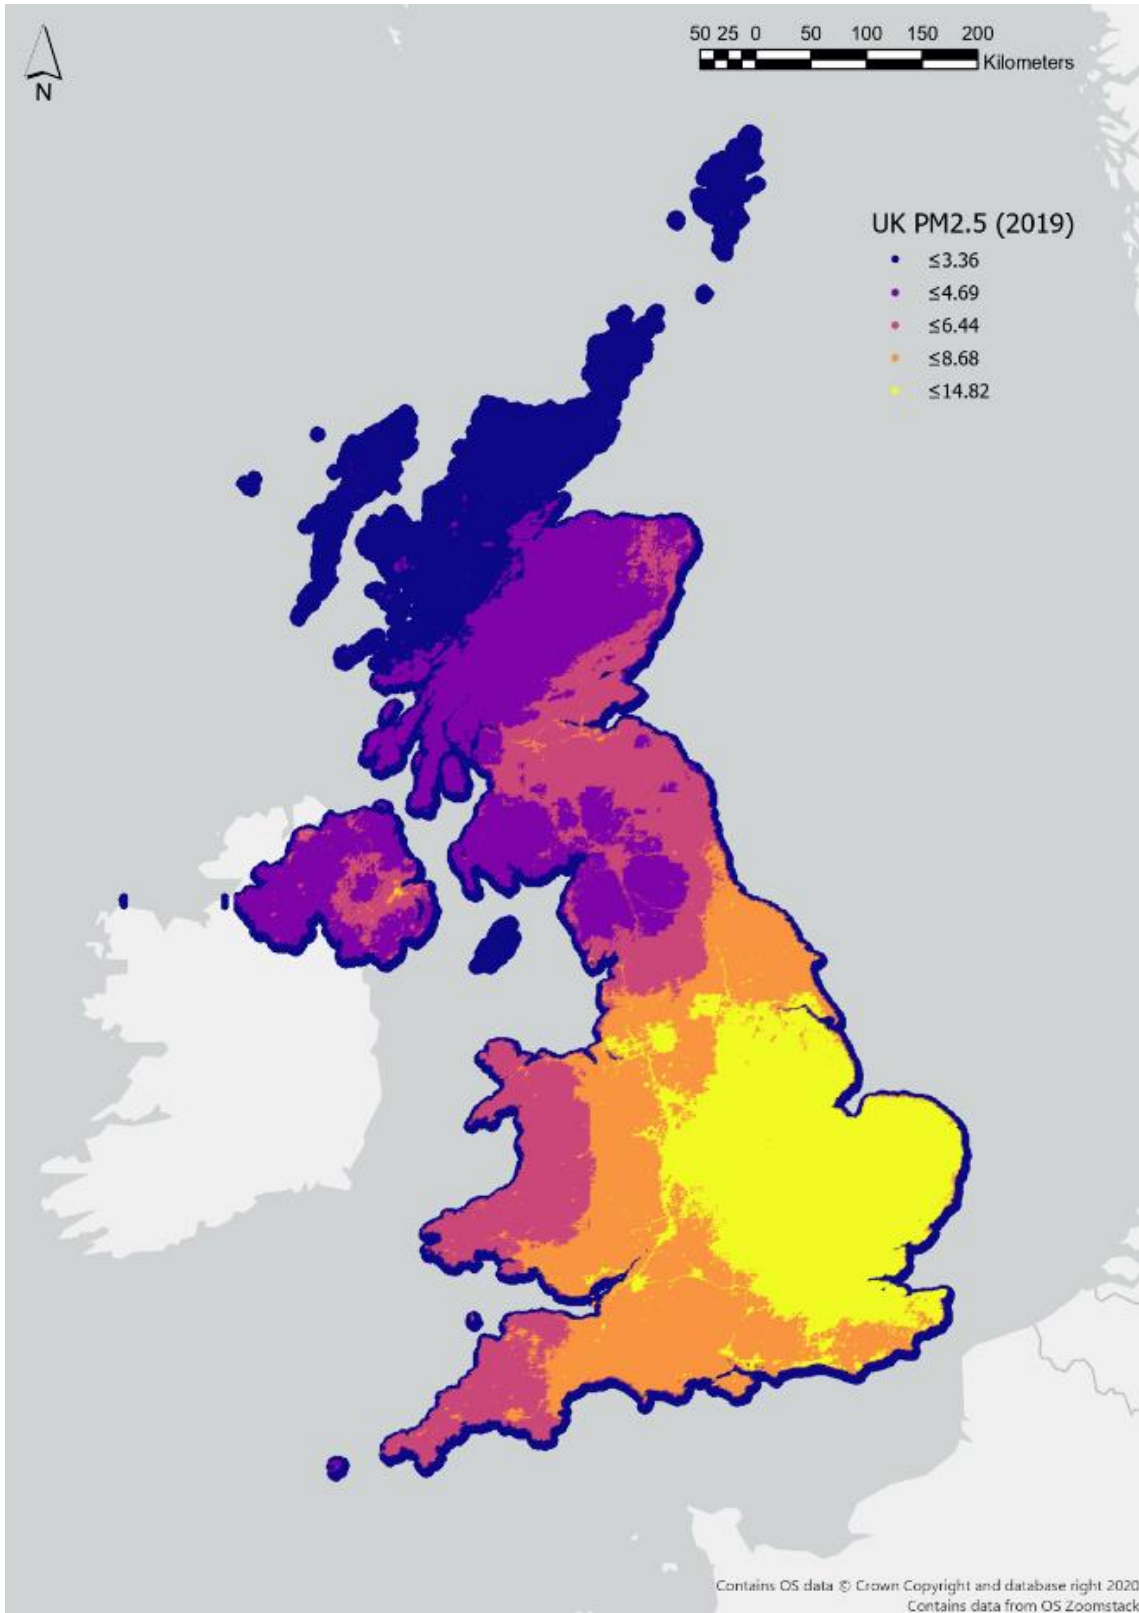 50 25 0 50 100 150 200
Kilometers
N
UK PM2.5 (2019)
≤3.36
≤4.69
≤6.44
≤8.68
≤14.82
Contains OS data © Crown Copyright and database right 2020
Contains data from OS Zoomstack